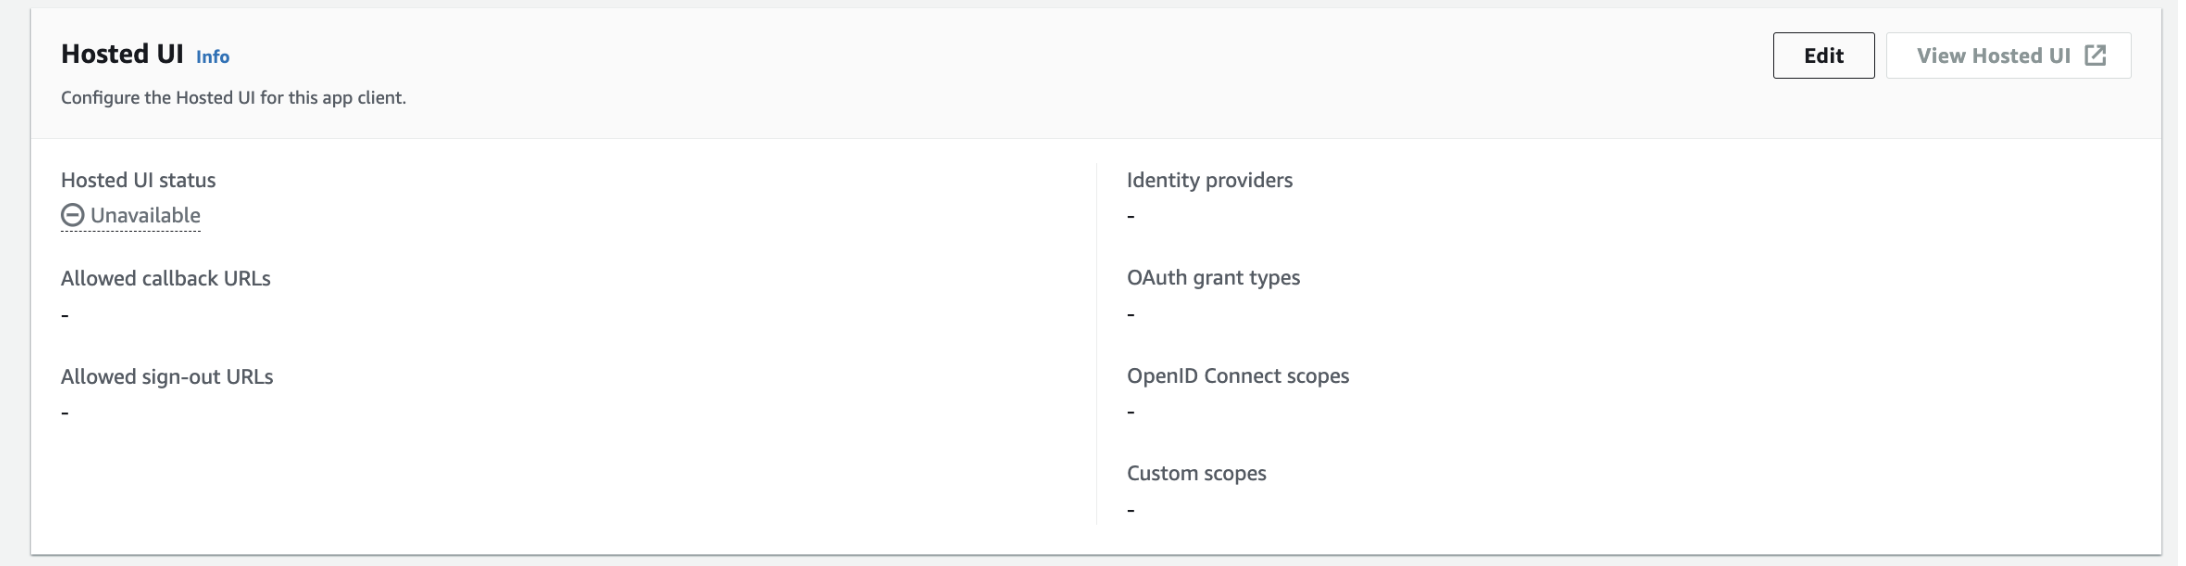 Hosted UI Info
Edit
View Hosted UI
Configure the Hosted UI for this app client.
Hosted UI status
Unavailable
Allowed callback URLs
-
Allowed sign-out URLs
-
Identity providers
-
OAuth grant types
-
OpenID Connect scopes
-
Custom scopes
-